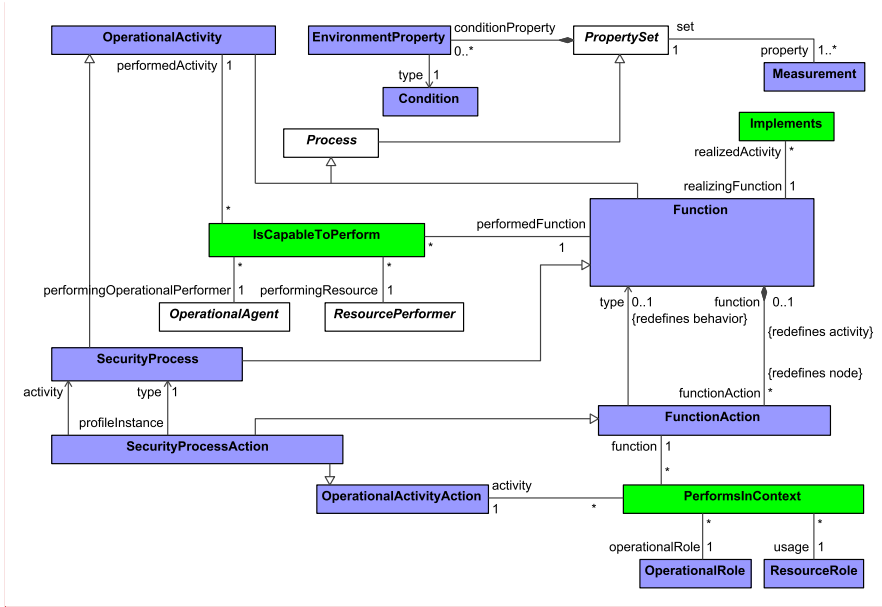 OperationalActivity
EnvironmentProperty
conditionProperty
0..*
PropertySet
set
1
property
1..*
Measurement
performedActivity
1
type
1
Condition
Implements
Process
realizedActivity
*
realizingFunction
1
Function
*
IsCapableToPerform
*
performedFunction
1
*
*
performingOperationalPerformer
1
performingResource
1
OperationalAgent
ResourcePerformer
type
0..1
{redefines behavior}
function
0..1
{redefines activity}
{redefines node}
functionAction
*
SecurityProcess
activity
type
1
profileInstance
FunctionAction
SecurityProcessAction
function
1
*
OperationalActivityAction
activity
1
*
PerformsInContext
*
*
operationalRole
1
usage
1
OperationalRole
ResourceRole